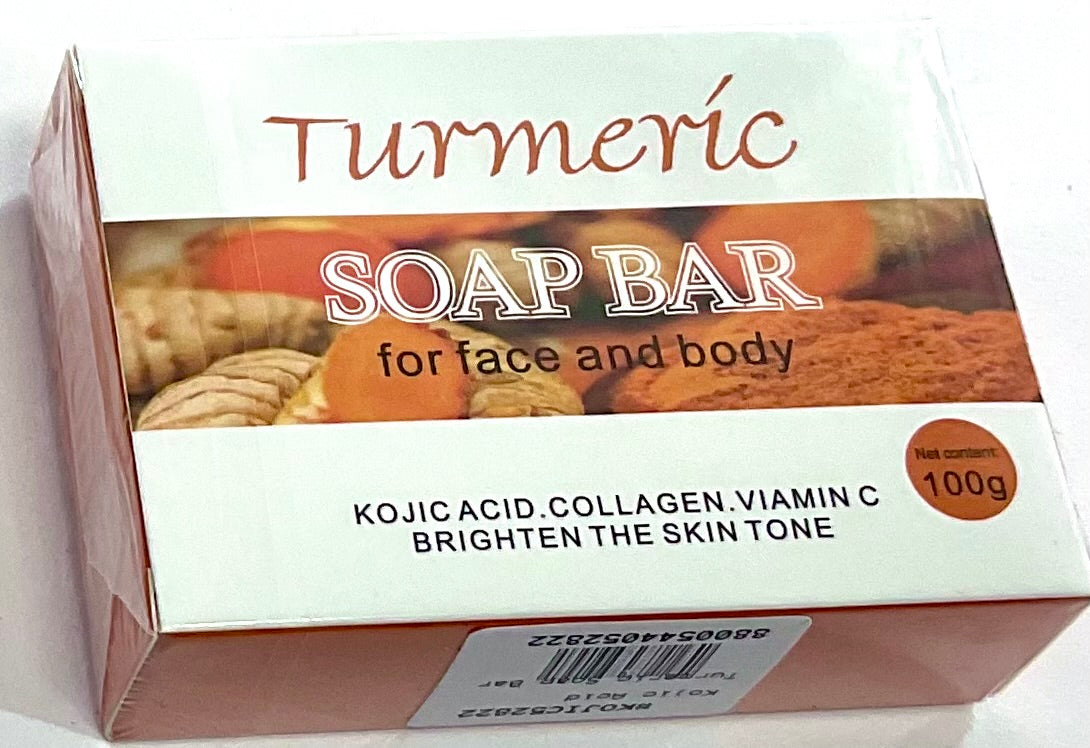 Turmeric
SOAP BAR
for face and body
Net content:
100g
KOJIC ACID.COLLAGEN.VIAMIN C
BRIGHTEN THE SKIN TONE
8800544052822
Turmeric Soap Bar
Kojic Acid
#KOJIC52822